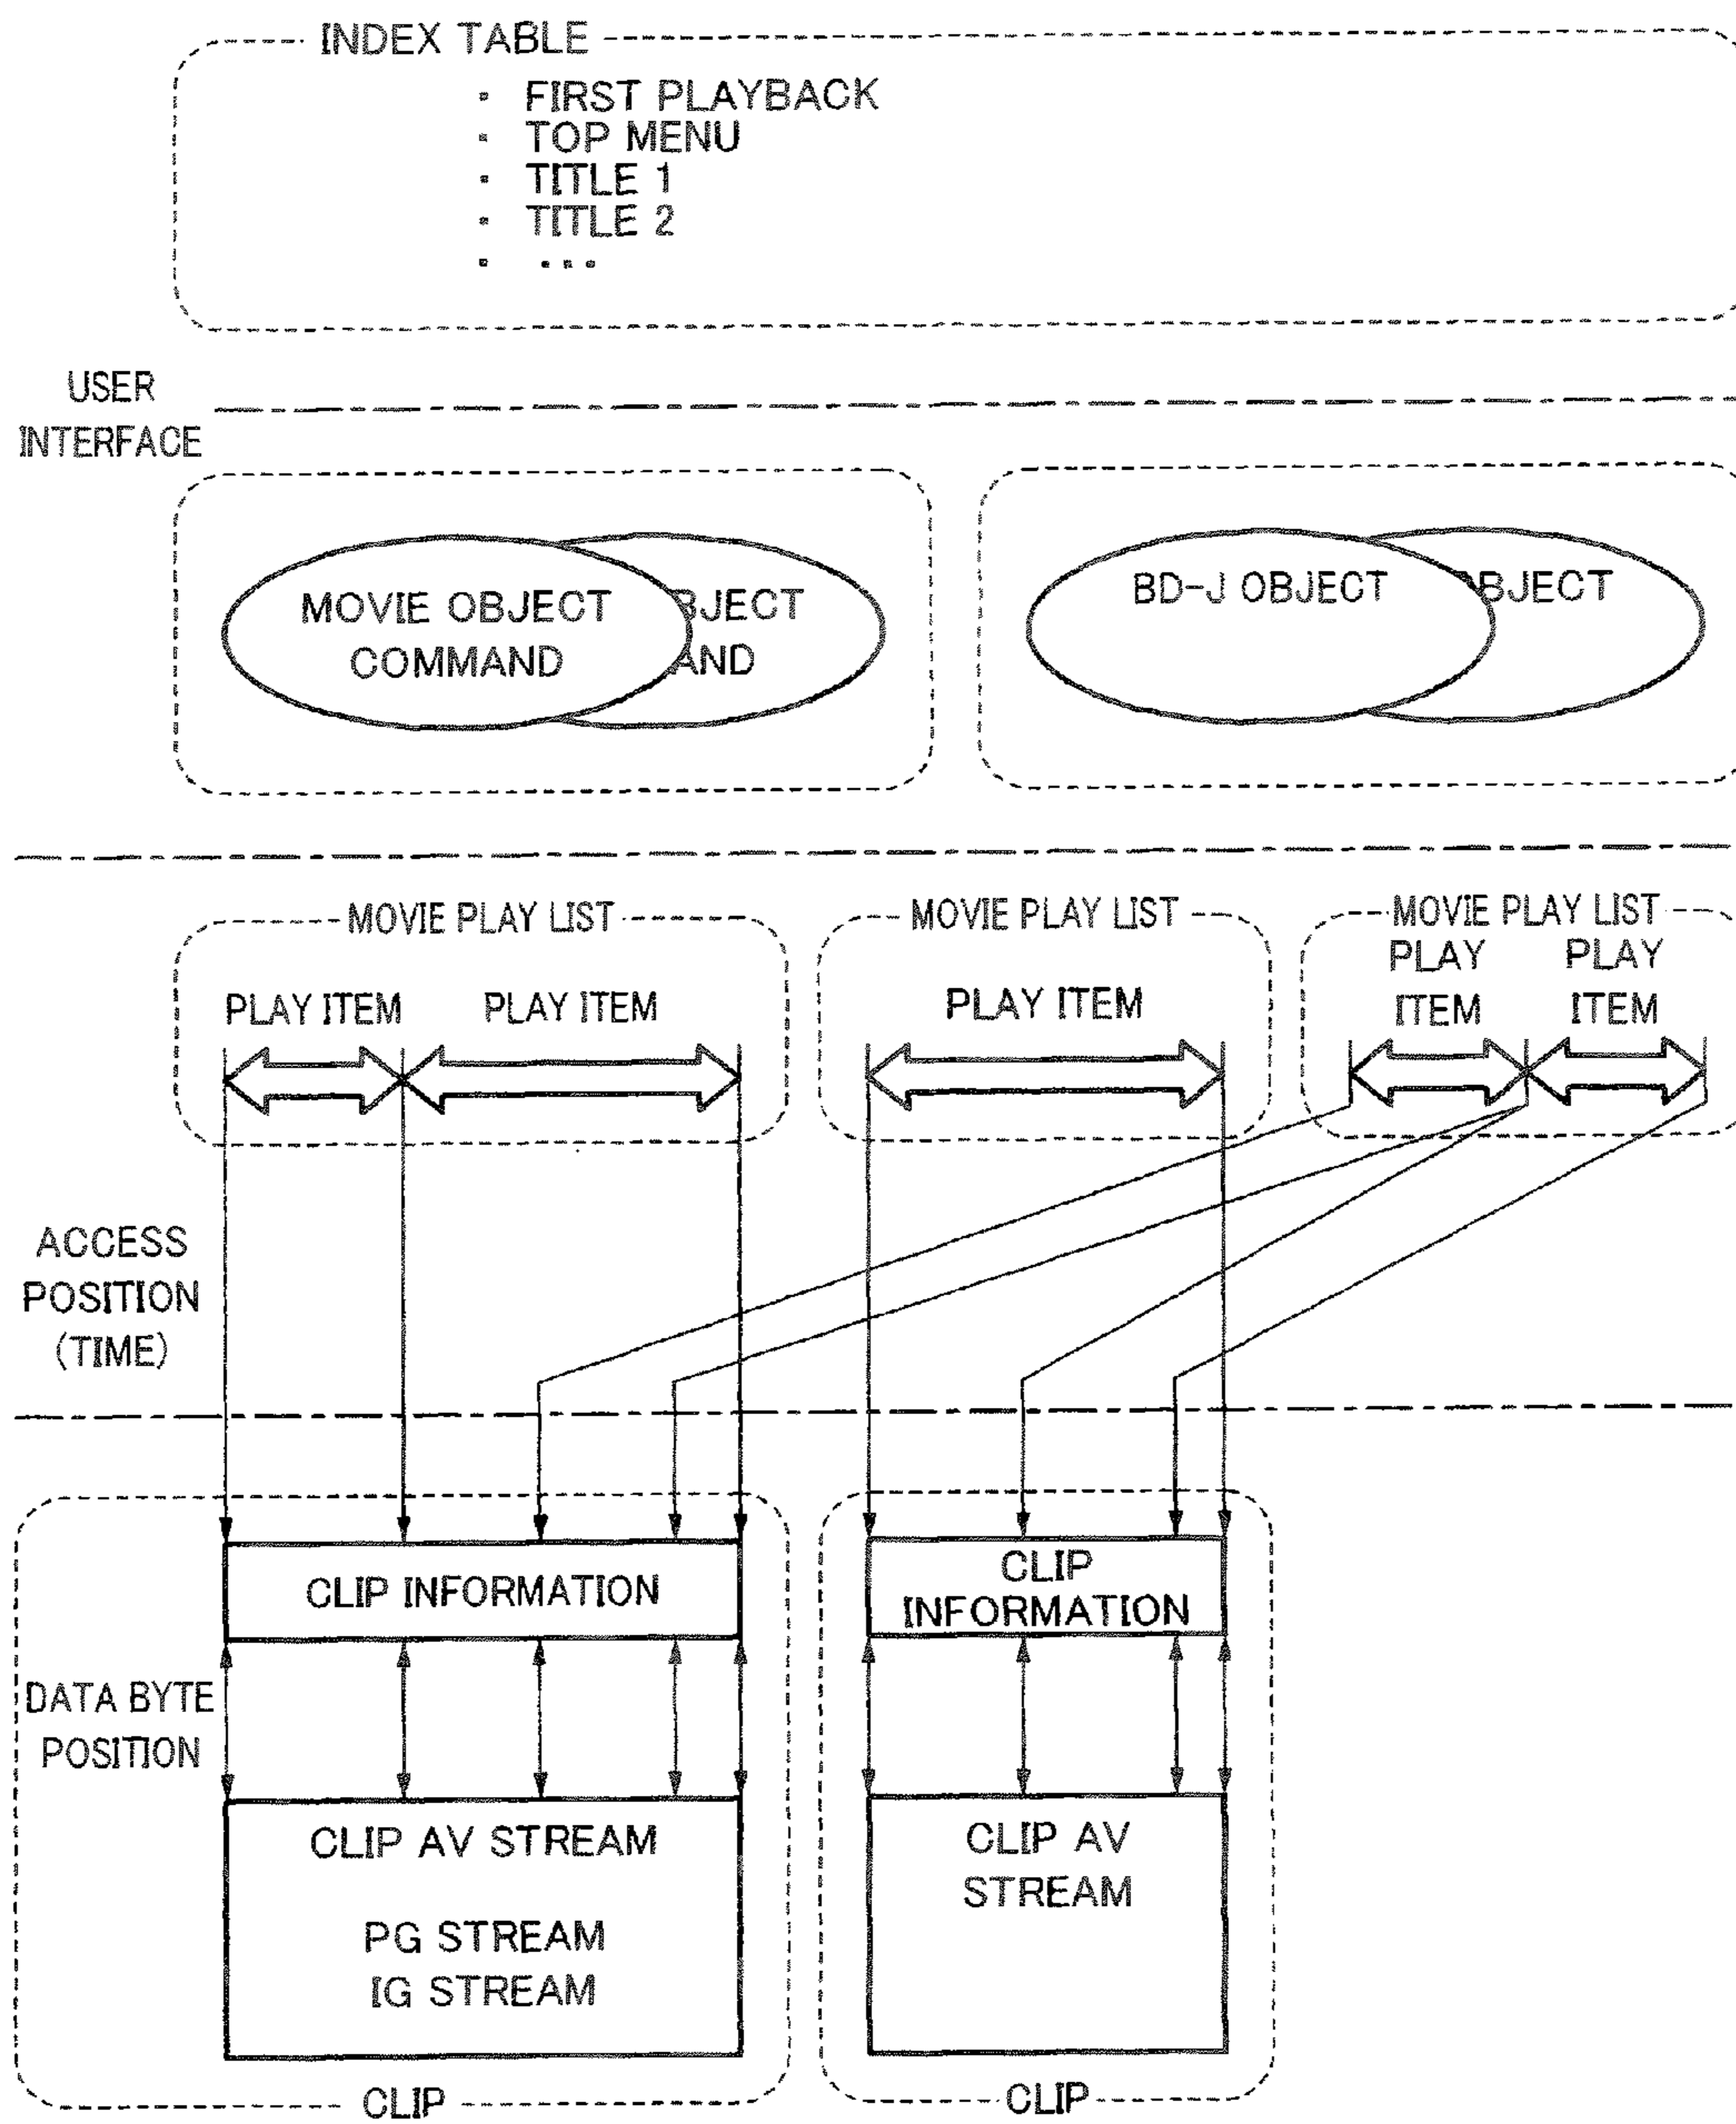 INDEX TABLE
· FIRST PLAYBACK
· TOP MENU
· TITLE 1
· TITLE 2
· ...
USER
INTERFACE
MOVIE OBJECT
COMMAND
BJECT
AND
BD-J OBJECT
BJECT
MOVIE PLAY LIST
PLAY ITEM
PLAY ITEM
MOVIE PLAY LIST
PLAY ITEM
MOVIE PLAY LIST
PLAY
ITEM
PLAY
ITEM
ACCESS
POSITION
(TIME)
CLIP INFORMATION
CLIP
INFORMATION
DATA BYTE
POSITION
CLIP AV STREAM
PG STREAM
IG STREAM
CLIP AV
STREAM
CLIP
CLIP